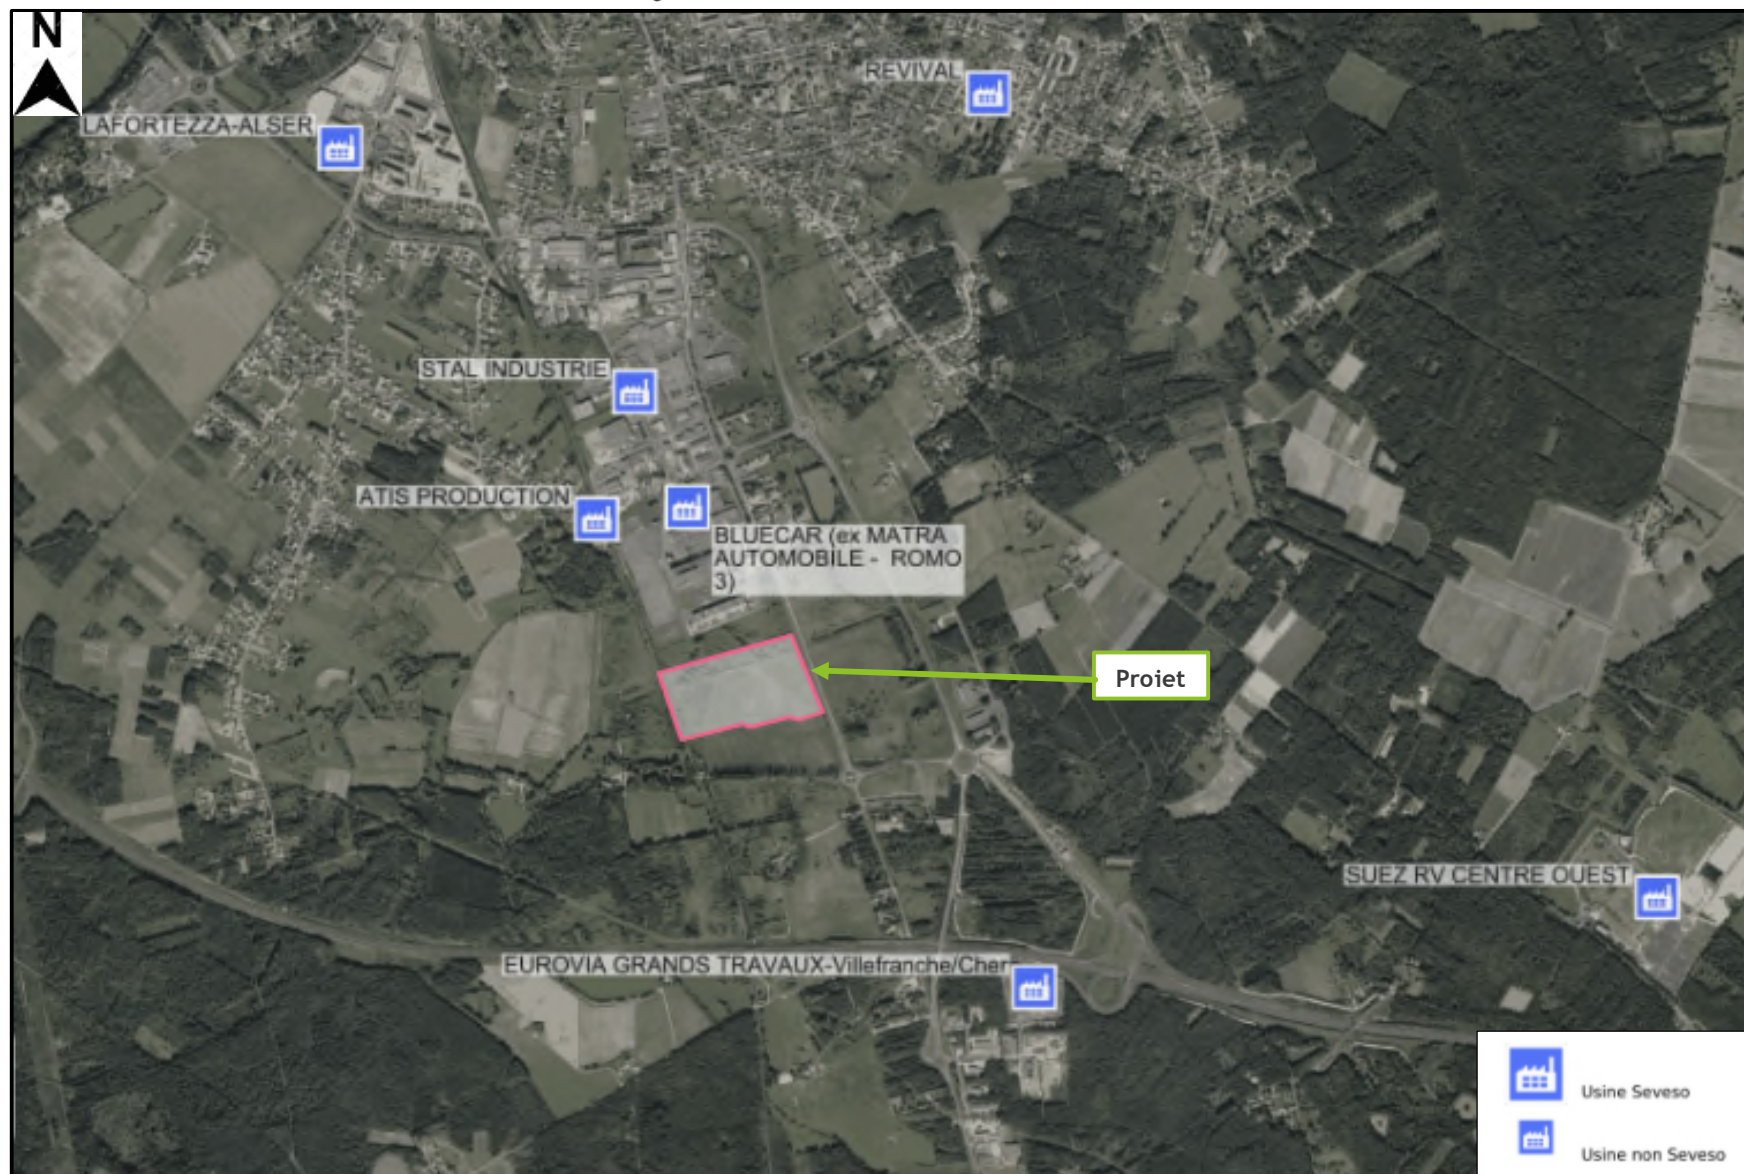 N
REVIVAL
LAFORTEZZA-ALSER
STAL INDUSTRIE
ATIS PRODUCTION
BLUECAR (ex MATRA
AUTOMOBILE - ROMO
3)
Projet
SUEZ RV CENTRE OUEST
EUROVIA GRANDS TRAVAUX-Villefranche/Cher
Usine Seveso
Usine non Seveso